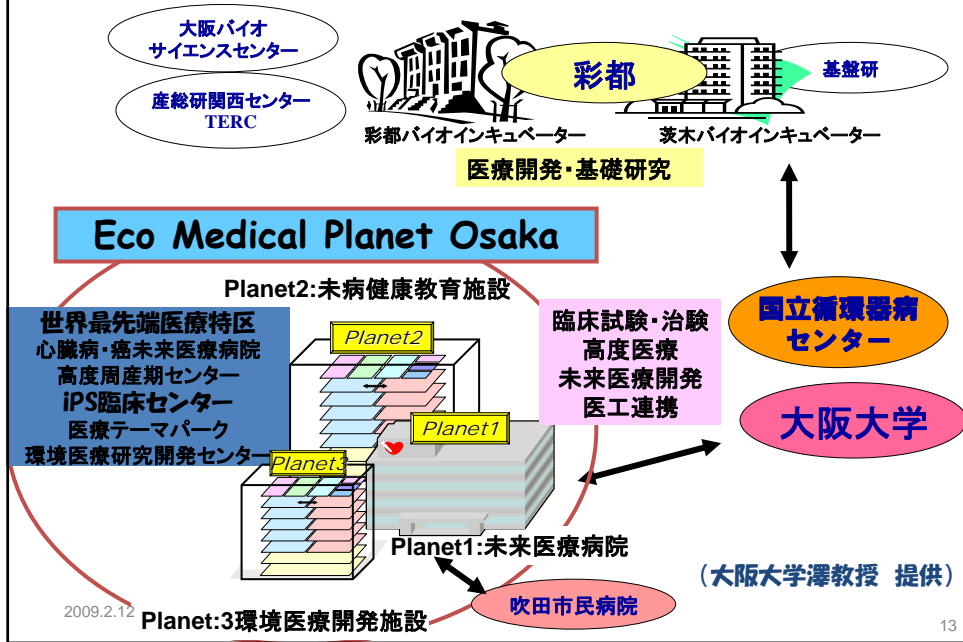 大阪バイオ
サイエンスセンター
産総研関西センター
TERC
彩都
基盤研
彩都バイオインキュベーター
茨木バイオインキュベーター
医療開発・基礎研究
Eco Medical Planet Osaka
Planet2:未病健康教育施設
世界最先端医療特区
心臓病・癌未来医療病院
高度周産期センター
iPS臨床センター
医療テーマパーク
環境医療研究開発センター
Planet2
Planet1
Planet3
臨床試験・治験
高度医療
未来医療開発
医工連携
国立循環器病
センター
大阪大学
Planet1:未来医療病院
(大阪大学澤教授 提供)
吹田市民病院
2009.2.12
Planet:3環境医療開発施設
13